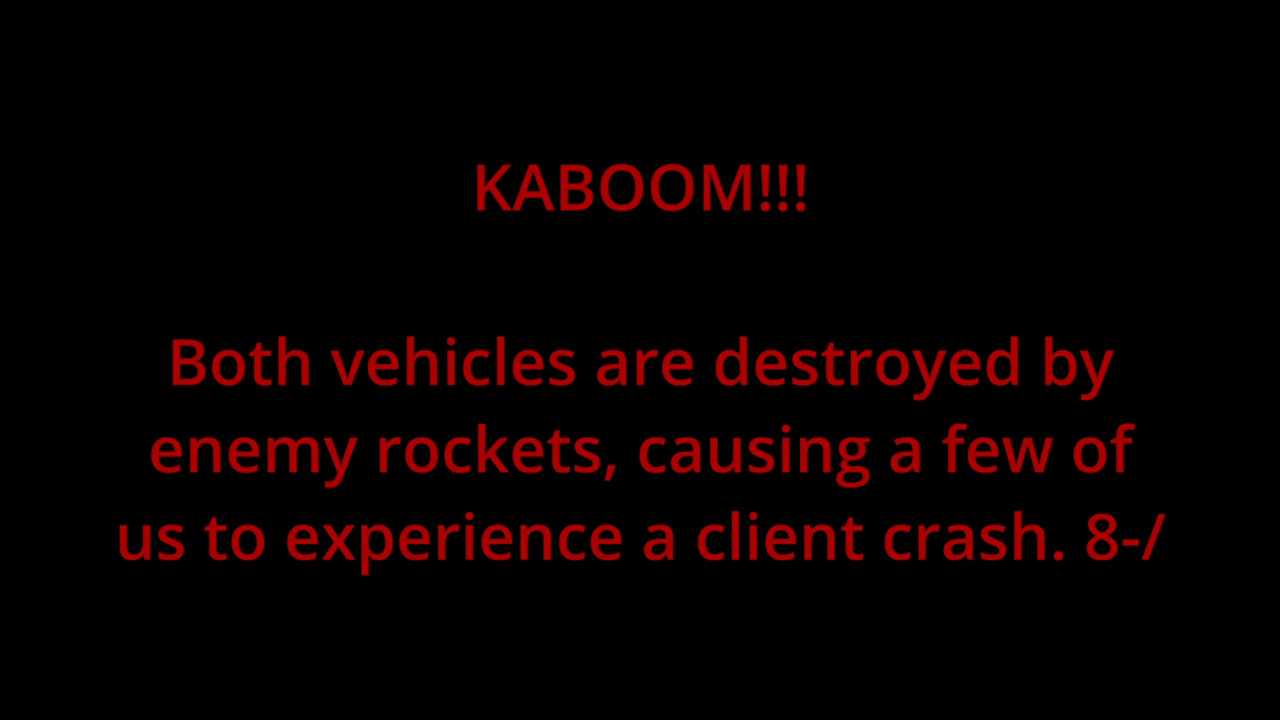 KABOOM!!!
Both vehicles are destroyed by
enemy rockets, causing a few of
us to experience a client crash. 8-/